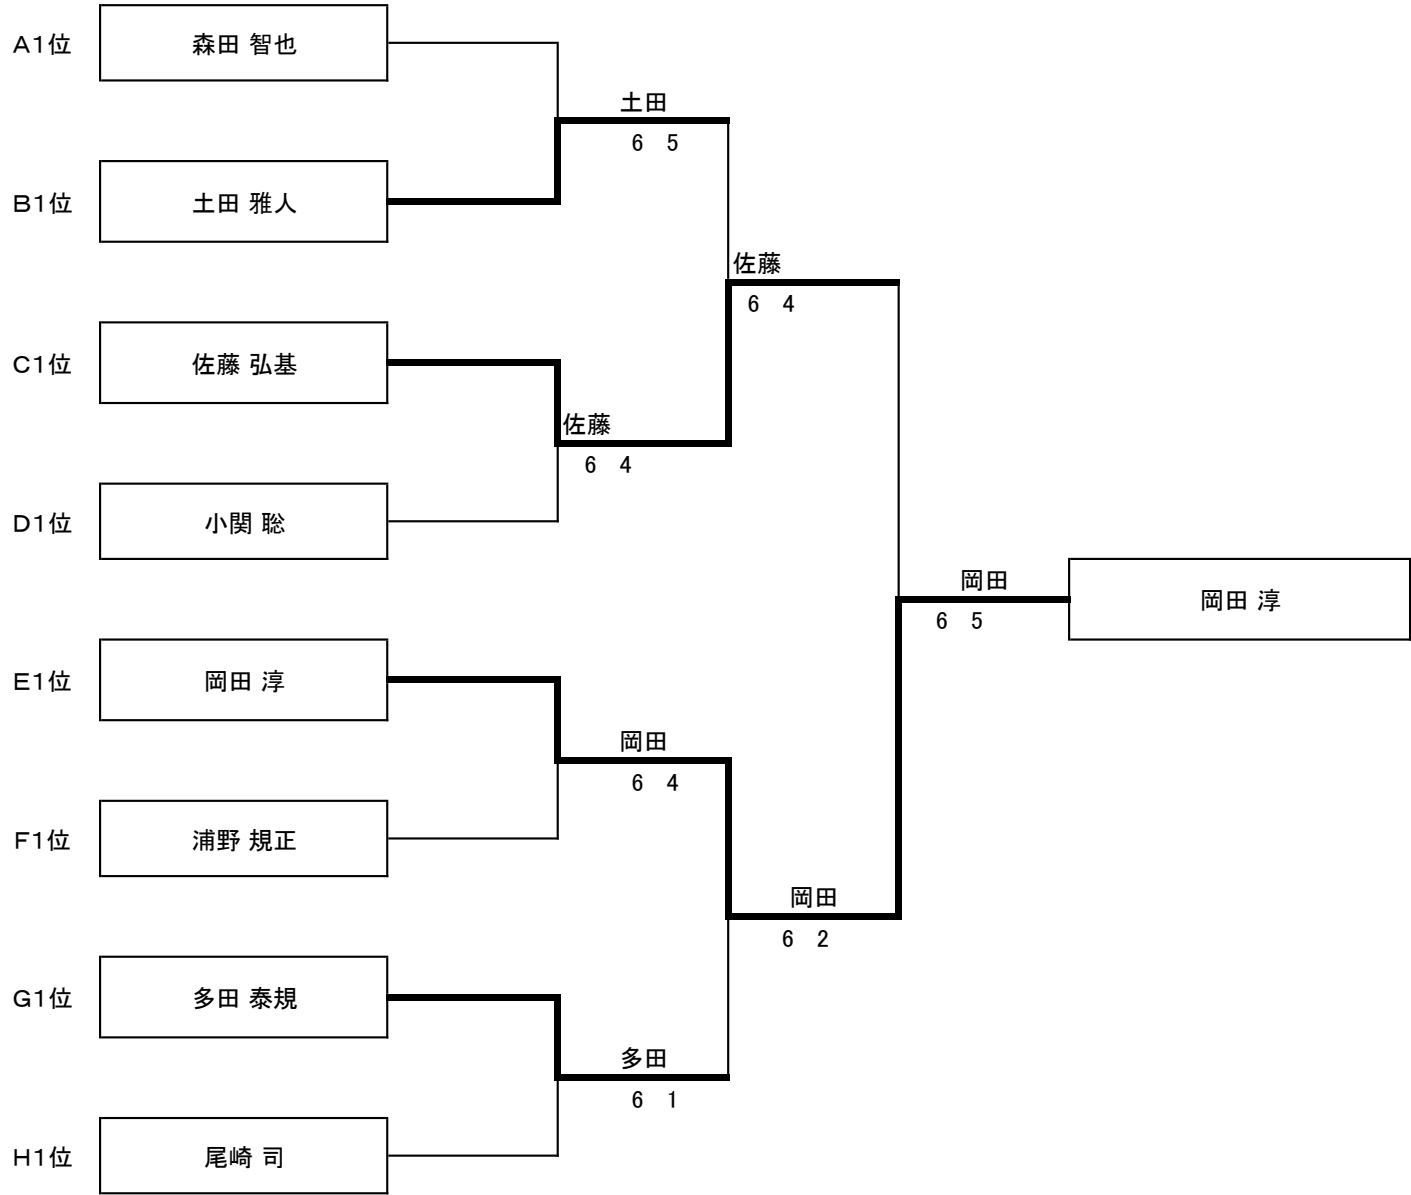 A1位 森田 智也
土田
6 5
B1位 土田 雅人
佐藤
6 4
C1位 佐藤 弘基
佐藤
6 4
D1位 小関 聡
岡田
6 5
岡田 淳
E1位 岡田 淳
岡田
6 4
F1位 浦野 規正
岡田
6 2
G1位 多田 泰規
多田
6 1
H1位 尾崎 司